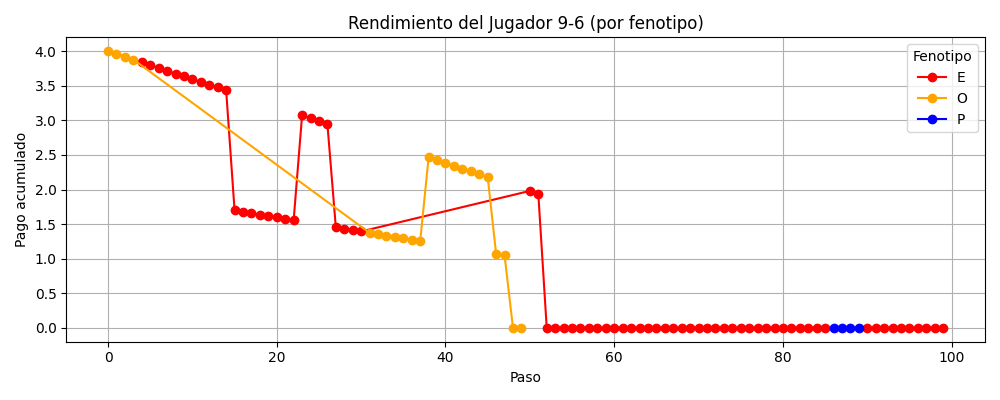 Rendimiento del Jugador 9-6 (por fenotipo)
Pago acumulado
4.0
3.5
3.0
2.5
2.0
1.5
1.0
0.5
0.0
Fenotipo
E
O
P
0 20 40 60 80 100
Paso